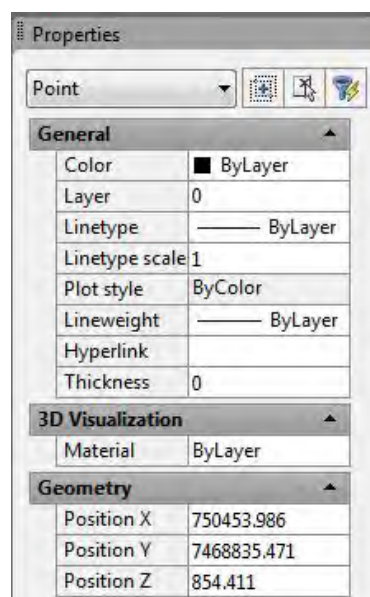 Properties
Point
General
Color ByLayer
Layer 0
Linetype ByLayer
Linetype scale 1
Plot style ByColor
Lineweight ByLayer
Hyperlink
Thickness 0
3D Visualization
Material ByLayer
Geometry
Position X 750453.986
Position Y 7468835.471
Position Z 854.411